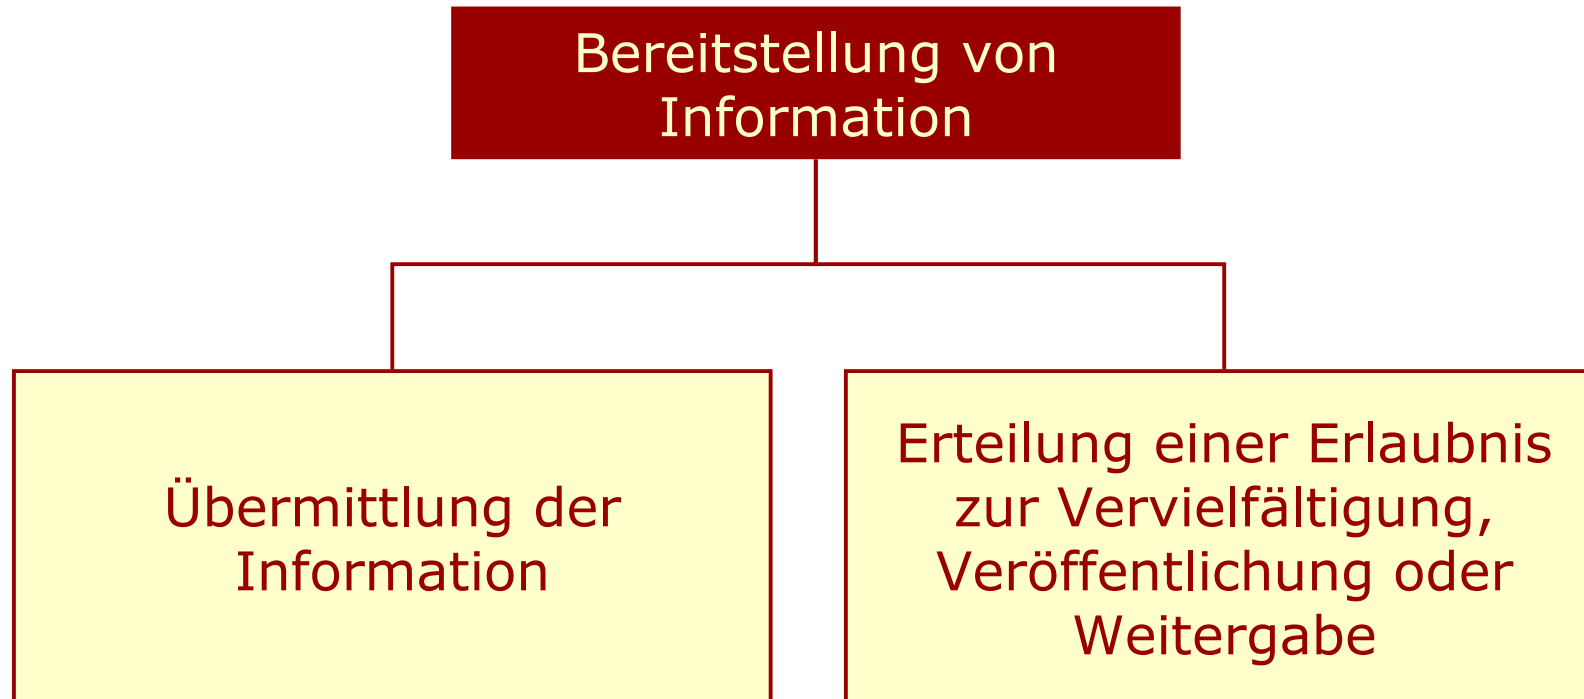 Bereitstellung von
Information
Übermittlung der
Information
Erteilung einer Erlaubnis
zur Vervielfältigung,
Veröffentlichung oder
Weitergabe